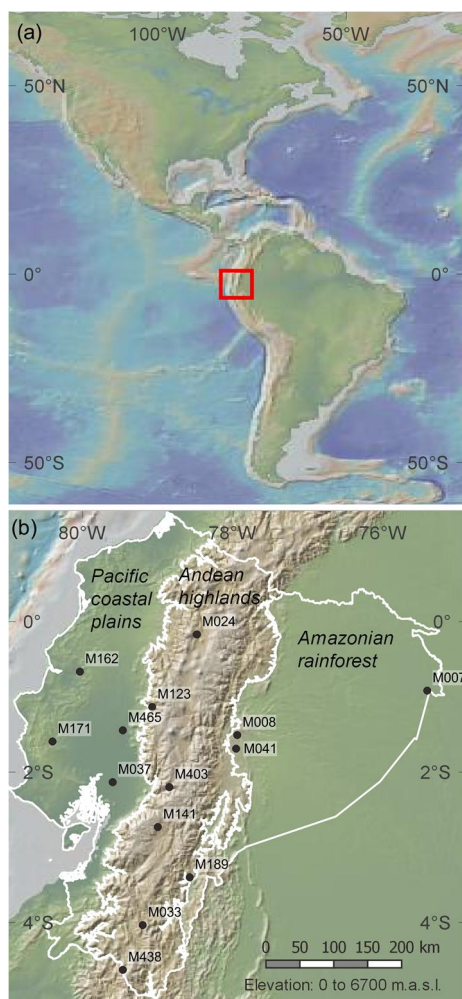 (a)
100°W 50°W
50°N 50°N
0° 0°
50°S 50°S
(b)
80°W 78°W 76°W
Pacific
coastal
plains
Andean
highlands
0° 0°
M024
Amazonian
rainforest
M162
M007
M123
M465
M008
M171
M041
2°S 2°S
M037
M403
M141
M189
4°S 4°S
M033
0 50 100 150 200 km
M438
Elevation: 0 to 6700 m.a.s.l.